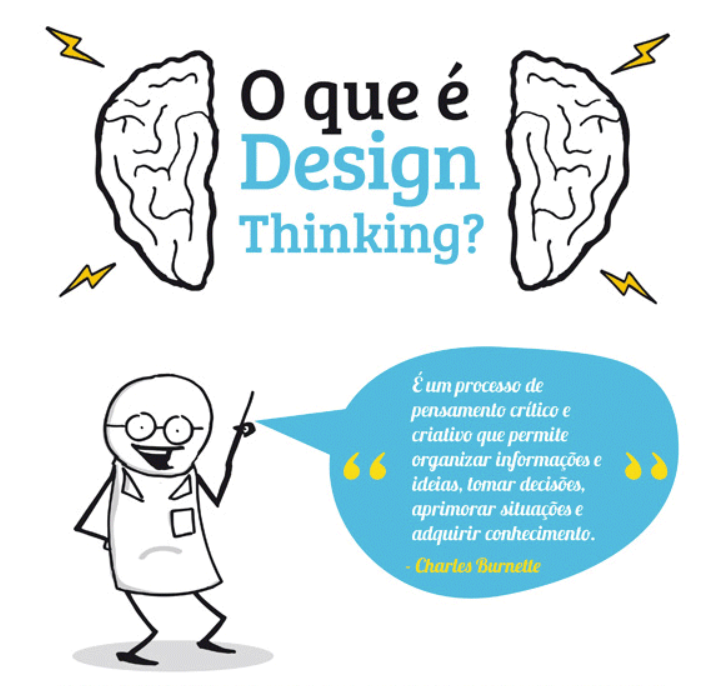 O que é
Design
Thinking?
É um processo de
pensamento crítico e
criativo que permite
organizar informações e
ideias, tomar decisões,
aprimorar situações e
adquirir conhecimento.
- Charles Burnette